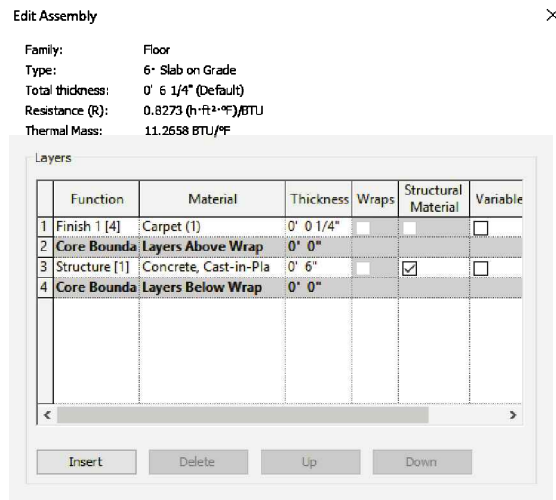 Edit Assembly
Family: Floor
Type: 6" Slab on Grade
Total thickness: 0' 6 1/4" (Default)
Resistance (R): 0.8273 (h·ft²·°F)/BTU
Thermal Mass: 11.2658 BTU/°F
Layers
Function Material Thickness Wraps Structural Material Variable
1 Finish 1 [4] Carpet (1) 0' 0 1/4"
2 Core Bounda Layers Above Wrap 0' 0"
3 Structure [1] Concrete, Cast-in-Pla 0' 6"
4 Core Bounda Layers Below Wrap 0' 0"
Insert Delete Up Down